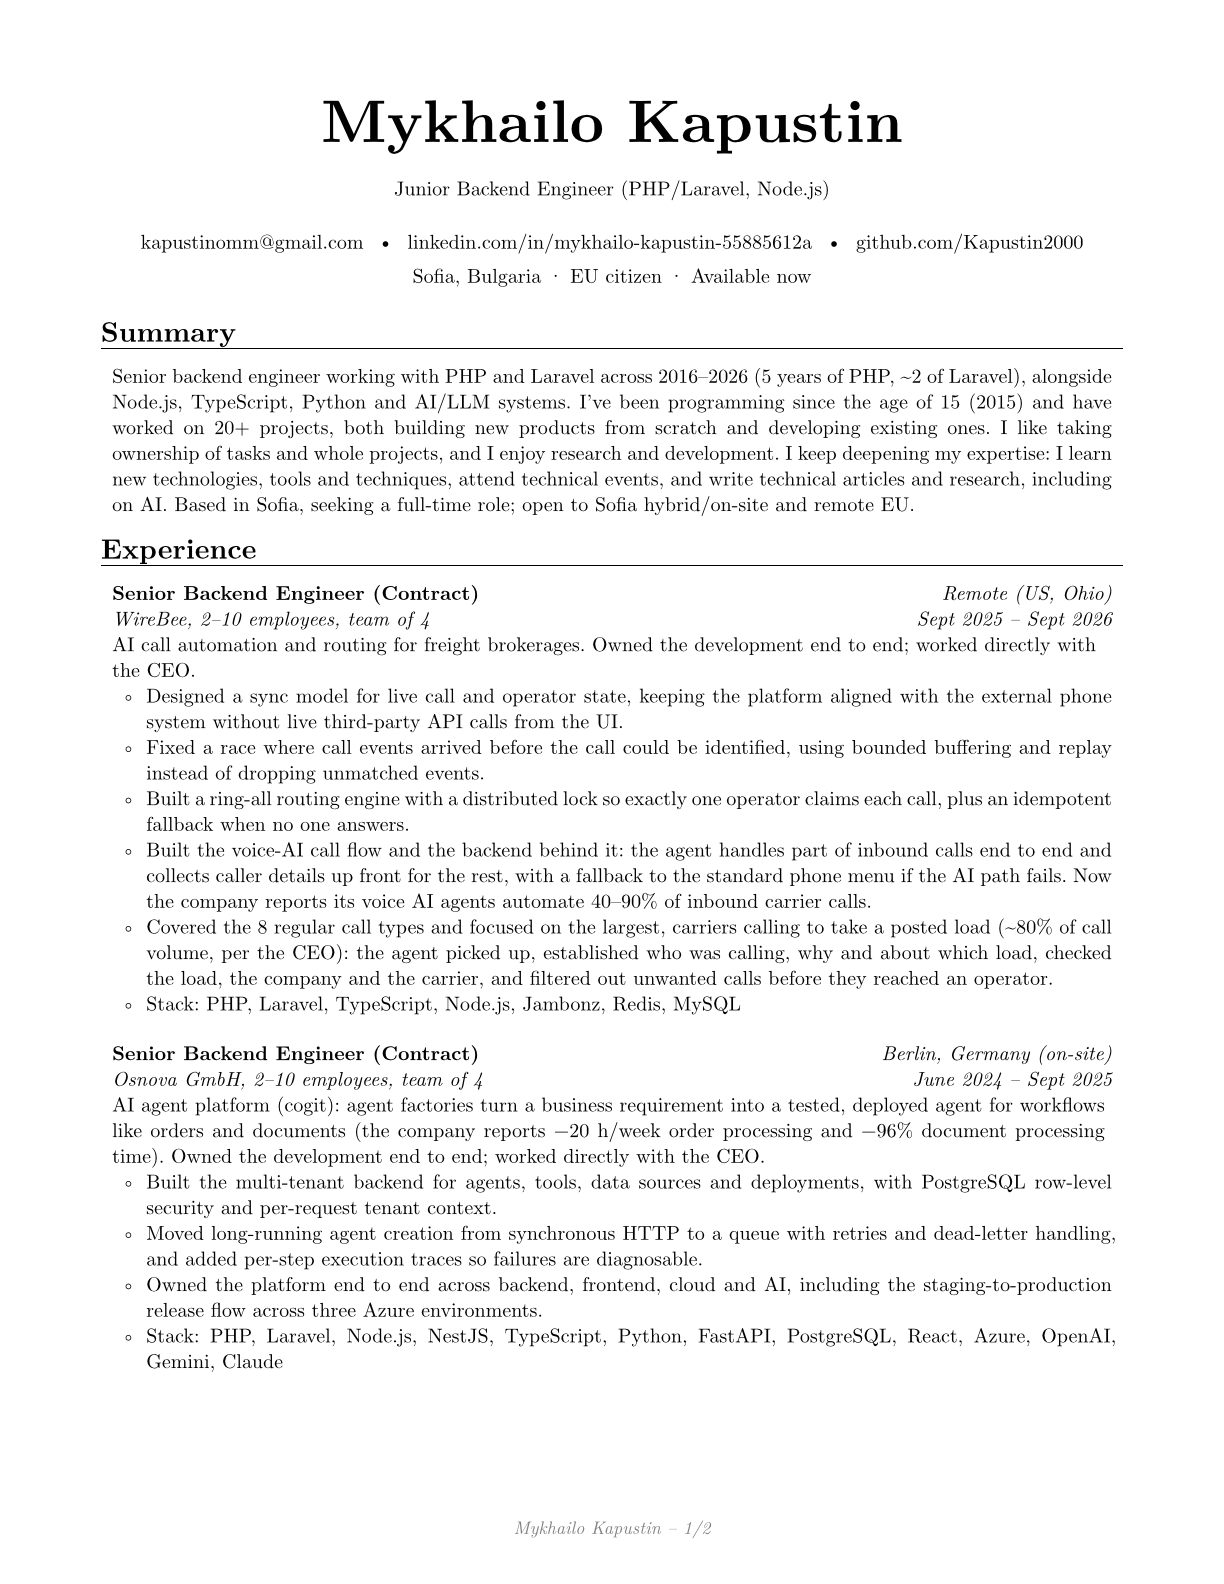 Mykhailo Kapustin
Junior Backend Engineer (PHP/Laravel, Node.js)
kapustinomm@gmail.com • linkedin.com/in/mykhailo-kapustin-55885612a • github.com/Kapustin2000
Sofia, Bulgaria · EU citizen · Available now
Summary
Senior backend engineer working with PHP and Laravel across 2016–2026 (5 years of PHP, ~2 of Laravel), alongside
Node.js, TypeScript, Python and AI/LLM systems. I've been programming since the age of 15 (2015) and have
worked on 20+ projects, both building new products from scratch and developing existing ones. I like taking
ownership of tasks and whole projects, and I enjoy research and development. I keep deepening my expertise: I learn
new technologies, tools and techniques, attend technical events, and write technical articles and research, including
on AI. Based in Sofia, seeking a full-time role; open to Sofia hybrid/on-site and remote EU.
Experience
Senior Backend Engineer (Contract) Remote (US, Ohio)
WireBee, 2–10 employees, team of 4 Sept 2025 – Sept 2026
AI call automation and routing for freight brokerages. Owned the development end to end; worked directly with
the CEO.
◦ Designed a sync model for live call and operator state, keeping the platform aligned with the external phone
system without live third-party API calls from the UI.
◦ Fixed a race where call events arrived before the call could be identified, using bounded buffering and replay
instead of dropping unmatched events.
◦ Built a ring-all routing engine with a distributed lock so exactly one operator claims each call, plus an idempotent
fallback when no one answers.
◦ Built the voice-AI call flow and the backend behind it: the agent handles part of inbound calls end to end and
collects caller details up front for the rest, with a fallback to the standard phone menu if the AI path fails. Now
the company reports its voice AI agents automate 40–90% of inbound carrier calls.
◦ Covered the 8 regular call types and focused on the largest, carriers calling to take a posted load (~80% of call
volume, per the CEO): the agent picked up, established who was calling, why and about which load, checked
the load, the company and the carrier, and filtered out unwanted calls before they reached an operator.
◦ Stack: PHP, Laravel, TypeScript, Node.js, Jambonz, Redis, MySQL
Senior Backend Engineer (Contract) Berlin, Germany (on-site)
Osnova GmbH, 2–10 employees, team of 4 June 2024 – Sept 2025
AI agent platform (cogit): agent factories turn a business requirement into a tested, deployed agent for workflows
like orders and documents (the company reports −20 h/week order processing and −96% document processing
time). Owned the development end to end; worked directly with the CEO.
◦ Built the multi-tenant backend for agents, tools, data sources and deployments, with PostgreSQL row-level
security and per-request tenant context.
◦ Moved long-running agent creation from synchronous HTTP to a queue with retries and dead-letter handling,
and added per-step execution traces so failures are diagnosable.
◦ Owned the platform end to end across backend, frontend, cloud and AI, including the staging-to-production
release flow across three Azure environments.
◦ Stack: PHP, Laravel, Node.js, NestJS, TypeScript, Python, FastAPI, PostgreSQL, React, Azure, OpenAI,
Gemini, Claude
Mykhailo Kapustin – 1/2